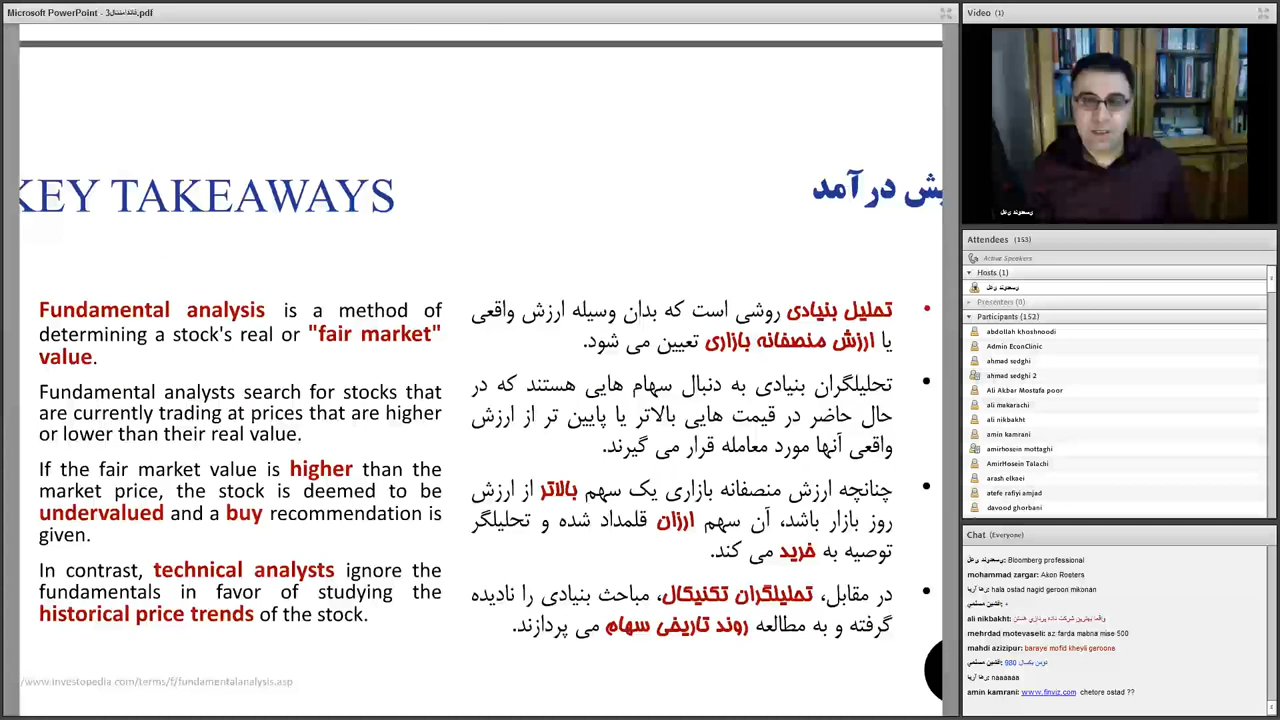 Microsoft PowerPoint - 3فاندامنتال.pdf
KEY TAKEAWAYS
یش درآمد
Fundamental analysis is a method of
determining a stock's real or "fair market"
value.
Fundamental analysts search for stocks that
are currently trading at prices that are higher
or lower than their real value.
If the fair market value is higher than the
market price, the stock is deemed to be
undervalued and a buy recommendation is
given.
In contrast, technical analysts ignore the
fundamentals in favor of studying the
historical price trends of the stock.
/www.investopedia.com/terms/f/fundamentalanalysis.asp
• تحلیل بنیادی روشی است که بدان وسیله ارزش واقعی
یا ارزش منصفانه بازاری تعیین می شود.
• تحلیلگران بنیادی به دنبال سهام هایی هستند که در
حال حاضر در قیمت هایی بالاتر یا پایین تر از ارزش
واقعی آنها مورد معامله قرار می گیرند.
• چنانچه ارزش منصفانه بازاری یک سهم بالاتر از ارزش
روز بازار باشد، آن سهم ارزان قلمداد شده و تحلیلگر
توصیه به خرید می کند.
• در مقابل، تحلیلگران تکنیکال، مباحث بنیادی را نادیده
گرفته و به مطالعه روند تاریخی سهام می پردازند.
Video (1)
Attendees (153)
Active Speakers
Hosts (1)
Presenters (0)
Participants (152)
abdollah khoshnoodi
Admin EconClinic
ahmad sedghi
ahmad sedghi 2
Ali Akbar Mostafa poor
ali makarachi
ali nikbakht
amin kamrani
amirhosein mottaghi
AmirHosein Talachi
arash elkaei
atefe rafiyi amjad
davood ghorbani
Chat (Everyone)
Bloomberg professional
mohammad zargar: Akon Roeters
hala ostad nagid geroon mikonan
ali nikbakht: واقعا بهترین شرکت داده پردازی هستن
mehrdad motevaseli: az farda mabna mise 500
mahdi azizipur: baraye mofid kheyli geroona
980
naaaaaa
amin kamrani: www.finviz.com chetore ostad ??